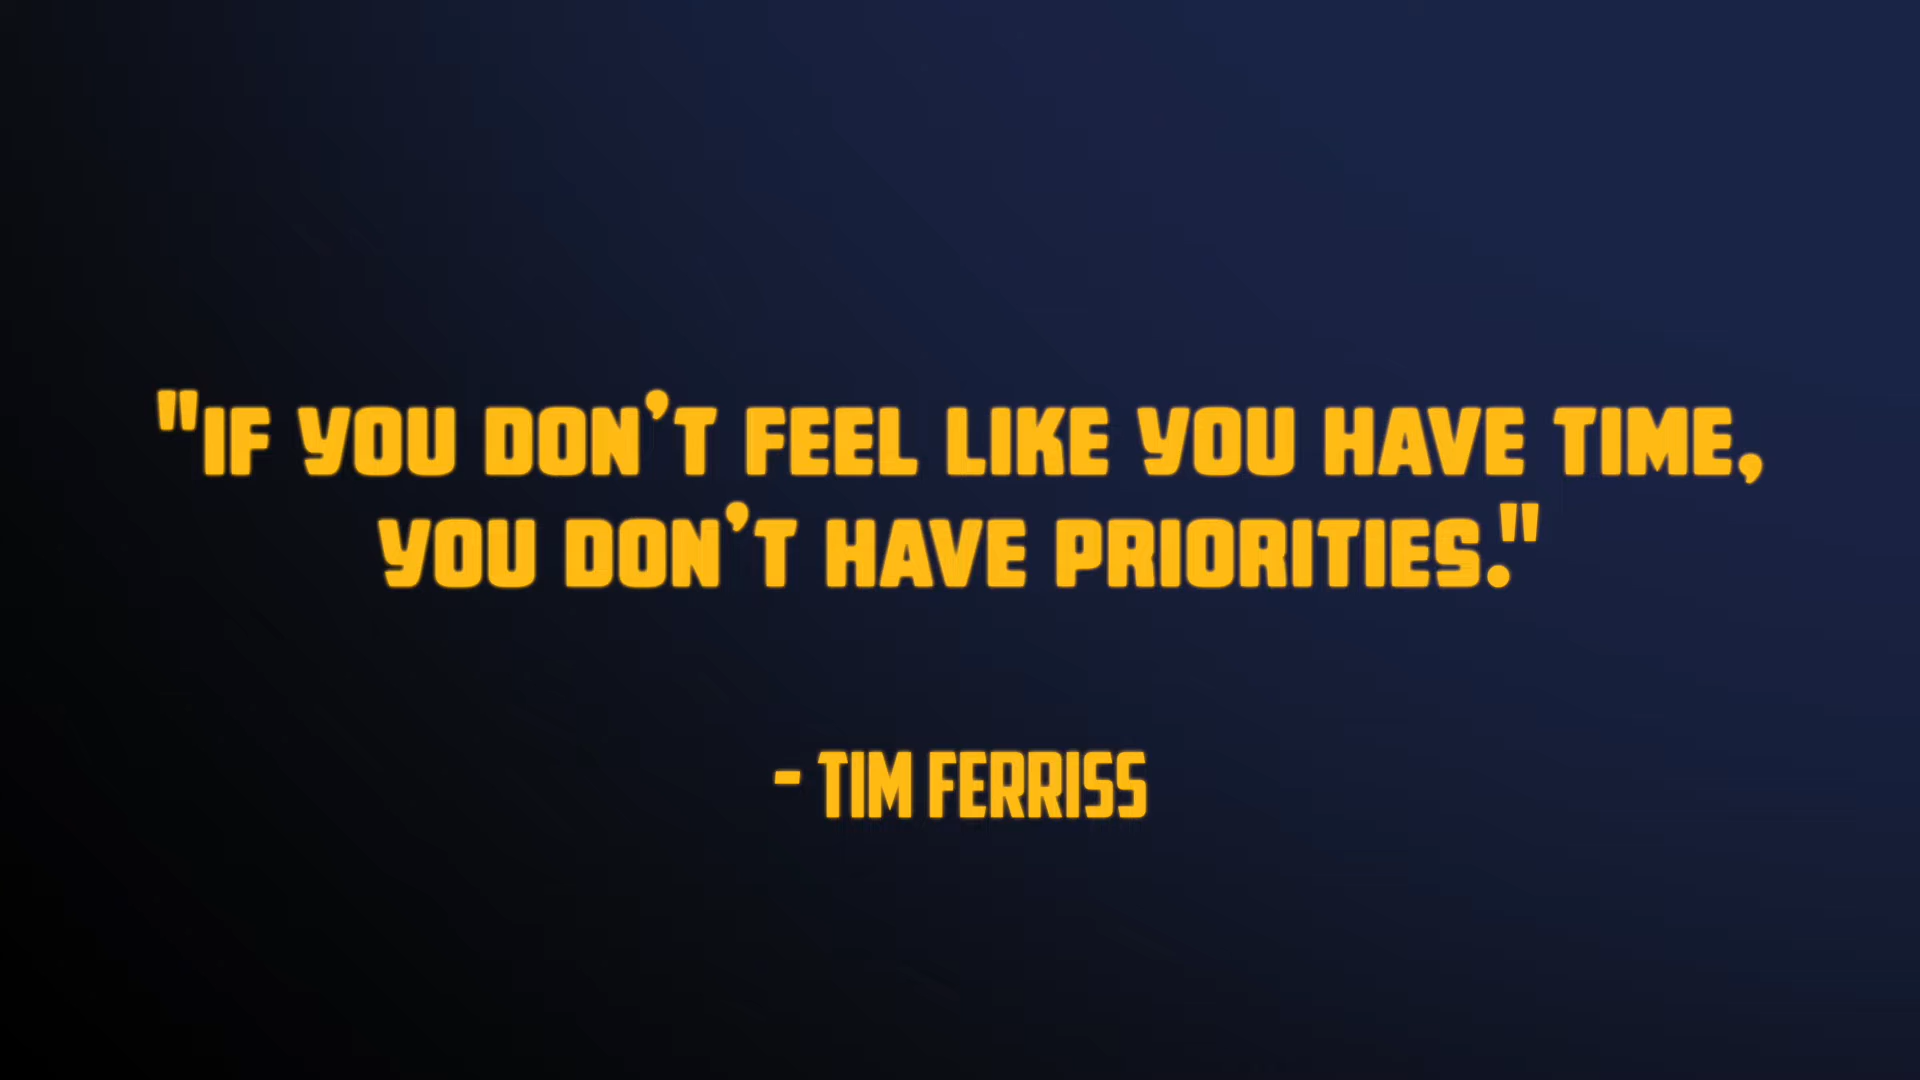 "IF YOU DON'T FEEL LIKE YOU HAVE TIME,
YOU DON'T HAVE PRIORITIES."
- TIM FERRISS